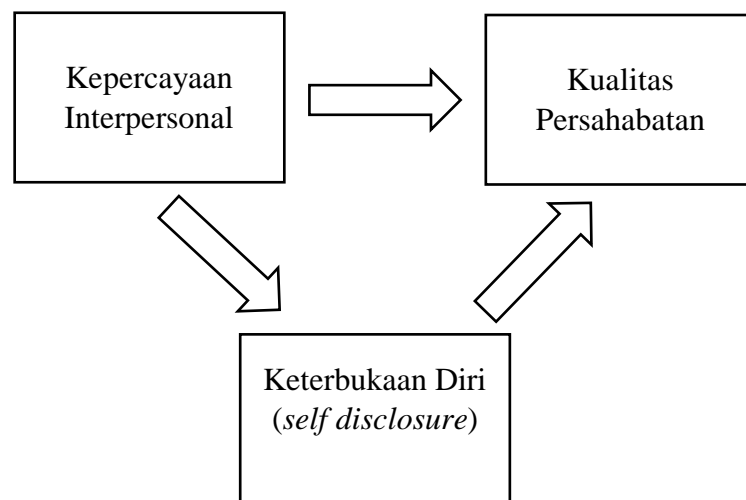 Kepercayaan
Interpersonal
Kualitas
Persahabatan
Keterbukaan Diri
(self disclosure)